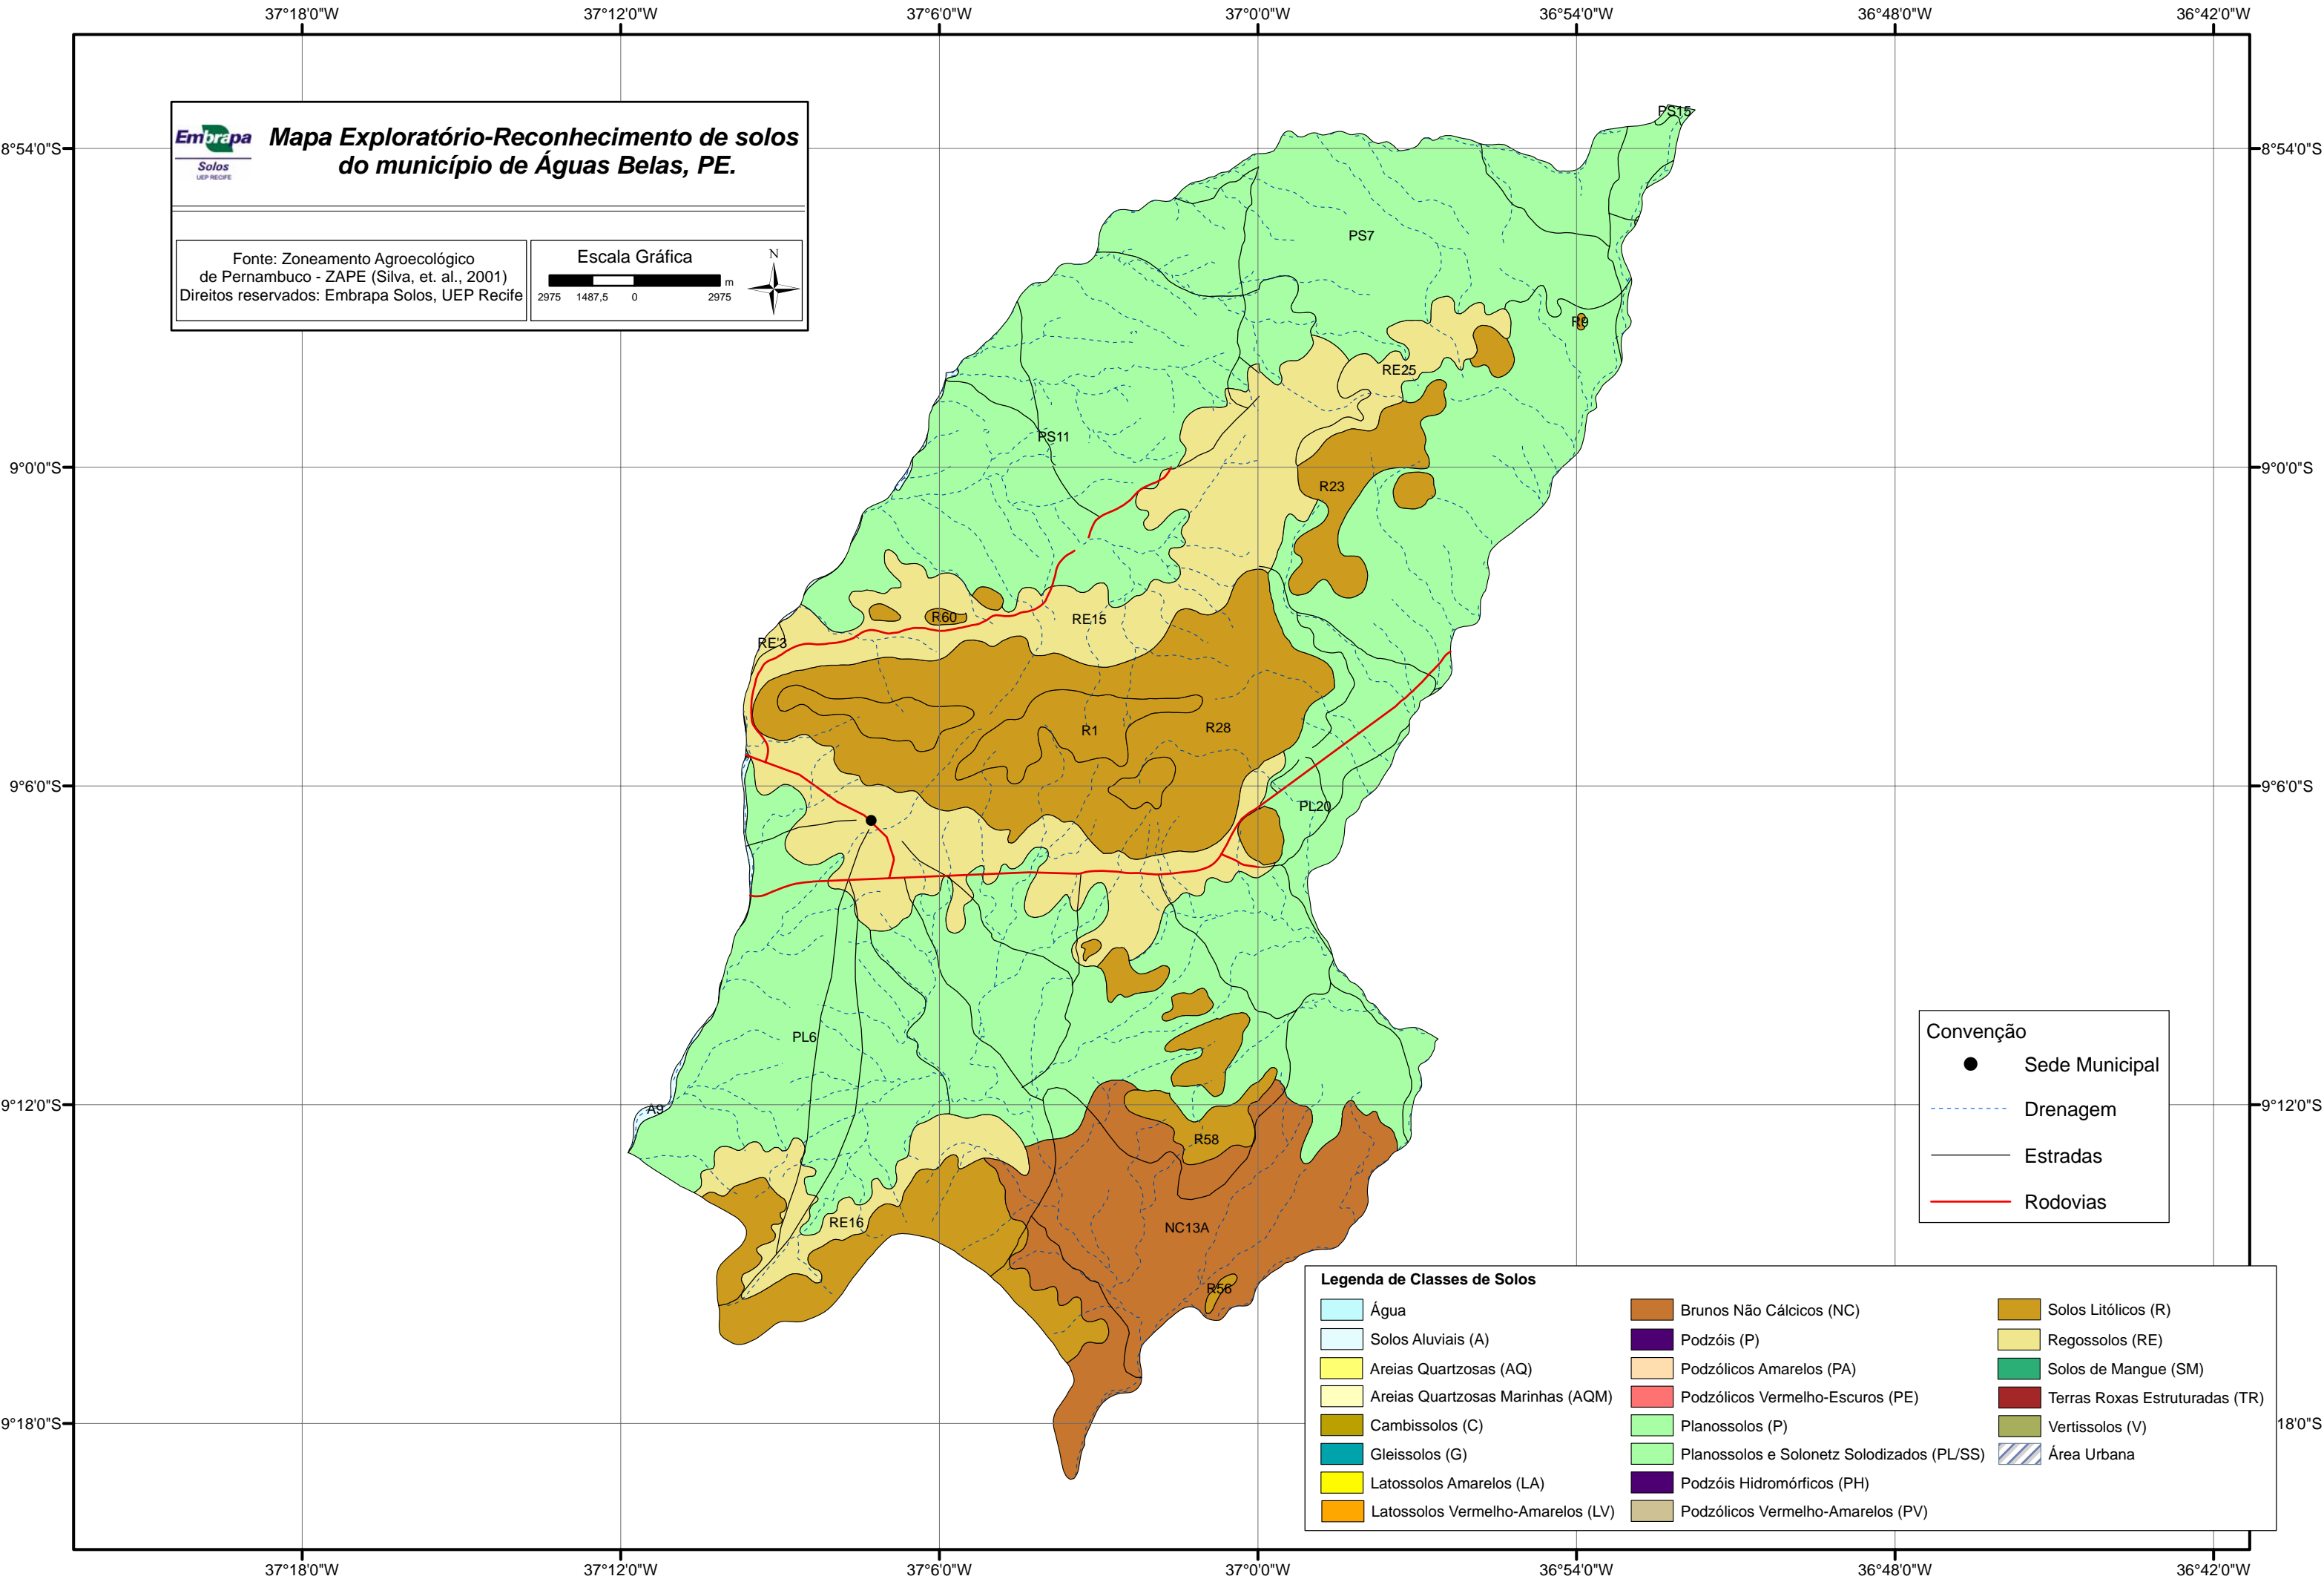 37°18'0"W
37°12'0"W
37°6'0"W
37°0'0"W
36°54'0"W
36°48'0"W
36°42'0"W
Embrapa
Solos
UEP RECIFE
Mapa Exploratório-Reconhecimento de solos
do município de Águas Belas, PE.
Fonte: Zoneamento Agroecológico
de Pernambuco - ZAPE (Silva, et. al., 2001)
Direitos reservados: Embrapa Solos, UEP Recife
Escala Gráfica
N
m
2975 1487,5 0 2975
8°54'0"S
8°54'0"S
9°0'0"S
9°0'0"S
9°6'0"S
9°6'0"S
9°12'0"S
9°12'0"S
9°18'0"S
18'0"S
PS15
PS7
R9
RE25
PS11
R23
R60
RE15
RE'3
R1
R28
PL20
PL6
A9
R58
RE16
NC13A
R56
Convenção
Sede Municipal
Drenagem
Estradas
Rodovias
Legenda de Classes de Solos
Água
Solos Aluviais (A)
Areias Quartzosas (AQ)
Areias Quartzosas Marinhas (AQM)
Cambissolos (C)
Gleissolos (G)
Latossolos Amarelos (LA)
Latossolos Vermelho-Amarelos (LV)
Brunos Não Cálcicos (NC)
Podzóis (P)
Podzólicos Amarelos (PA)
Podzólicos Vermelho-Escuros (PE)
Planossolos (P)
Planossolos e Solonetz Solodizados (PL/SS)
Podzóis Hidromórficos (PH)
Podzólicos Vermelho-Amarelos (PV)
Solos Litólicos (R)
Regossolos (RE)
Solos de Mangue (SM)
Terras Roxas Estruturadas (TR)
Vertissolos (V)
Área Urbana
37°18'0"W
37°12'0"W
37°6'0"W
37°0'0"W
36°54'0"W
36°48'0"W
36°42'0"W